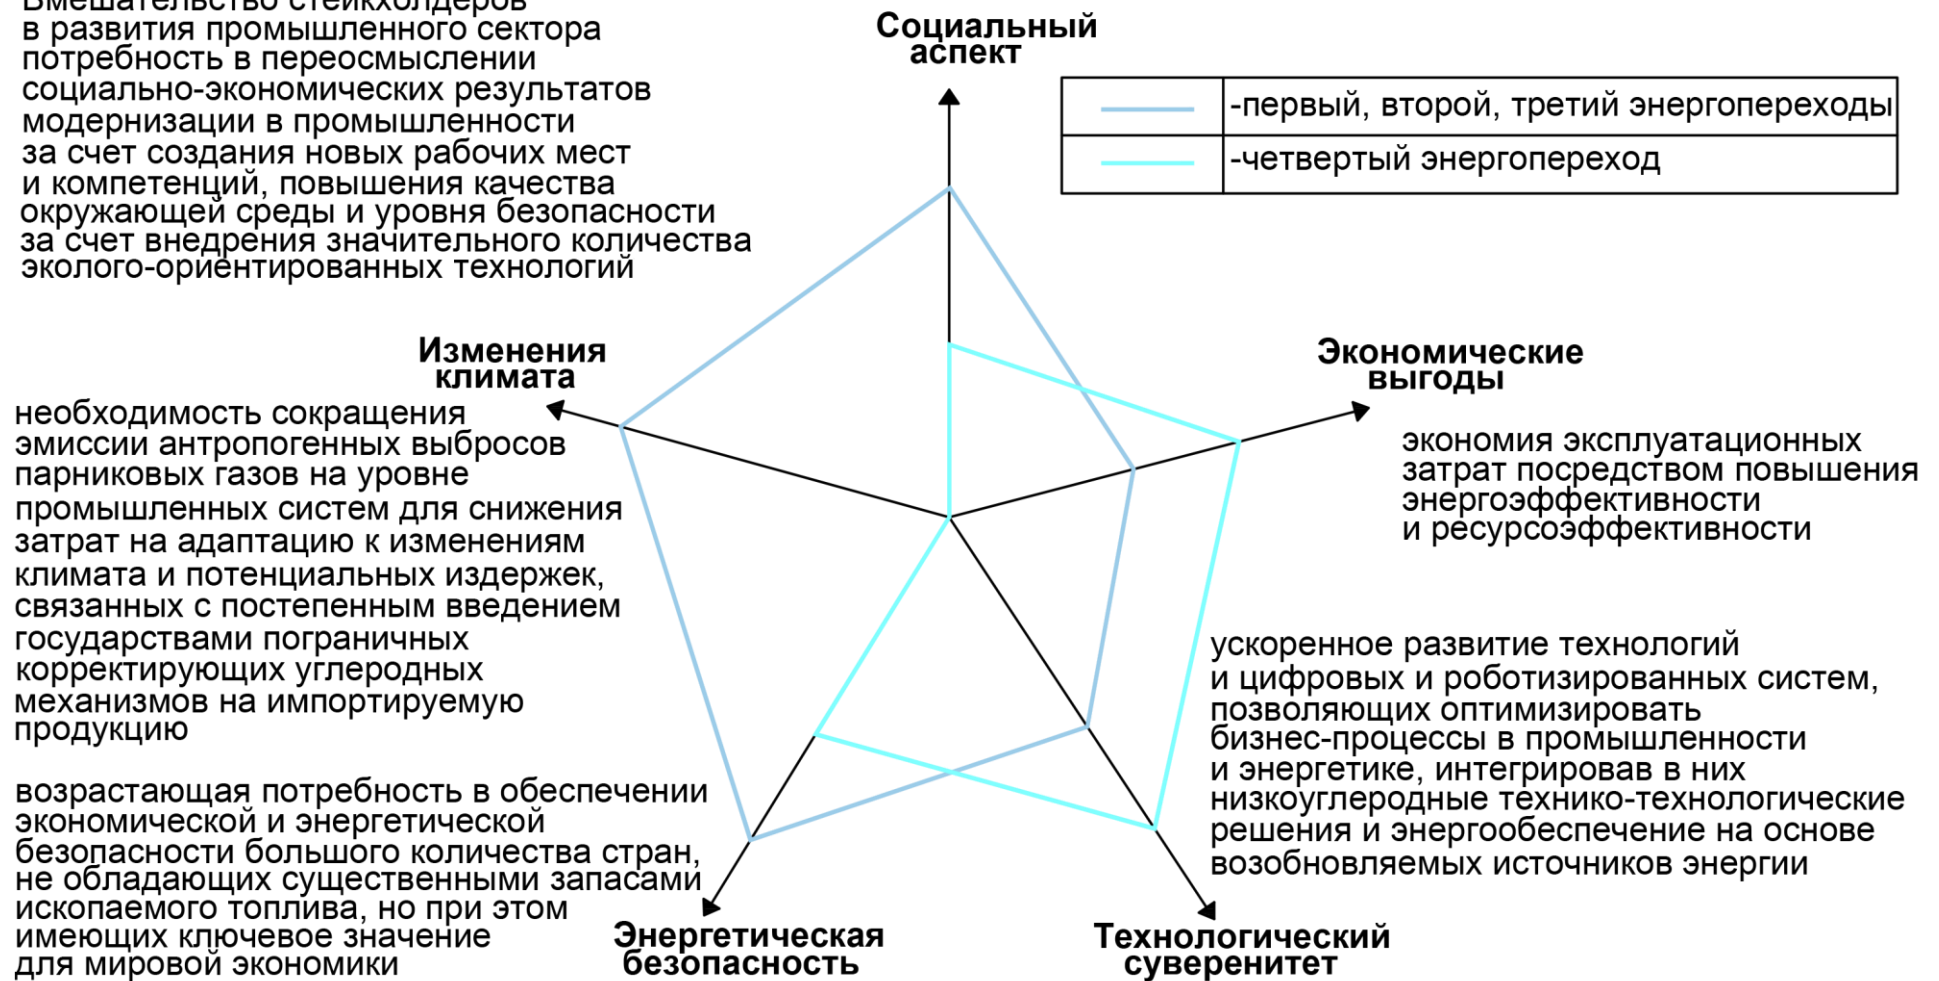 Вмешательство стейкхолдеров
в развития промышленного сектора
потребность в переосмыслении
социально-экономических результатов
модернизации в промышленности
за счет создания новых рабочих мест
и компетенций, повышения качества
окружающей среды и уровня безопасности
за счет внедрения значительного количества
эколого-ориентированных технологий
Социальный
аспект
-первый, второй, третий энергопереходы
-четвертый энергопереход
Изменения
климата
необходимость сокращения
эмиссии антропогенных выбросов
парниковых газов на уровне
промышленных систем для снижения
затрат на адаптацию к изменениям
климата и потенциальных издержек,
связанных с постепенным введением
государствами пограничных
корректирующих углеродных
механизмов на импортируемую
продукцию
Экономические
выгоды
экономия эксплуатационных
затрат посредством повышения
энергоэффективности
и ресурсоэффективности
ускоренное развитие технологий
и цифровых и роботизированных систем,
позволяющих оптимизировать
бизнес-процессы в промышленности
и энергетике, интегрировав в них
низкоуглеродные технико-технологические
решения и энергообеспечение на основе
возобновляемых источников энергии
возрастающая потребность в обеспечении
экономической и энергетической
безопасности большого количества стран,
не обладающих существенными запасами
ископаемого топлива, но при этом
имеющих ключевое значение
для мировой экономики
Энергетическая
безопасность
Технологический
суверенитет